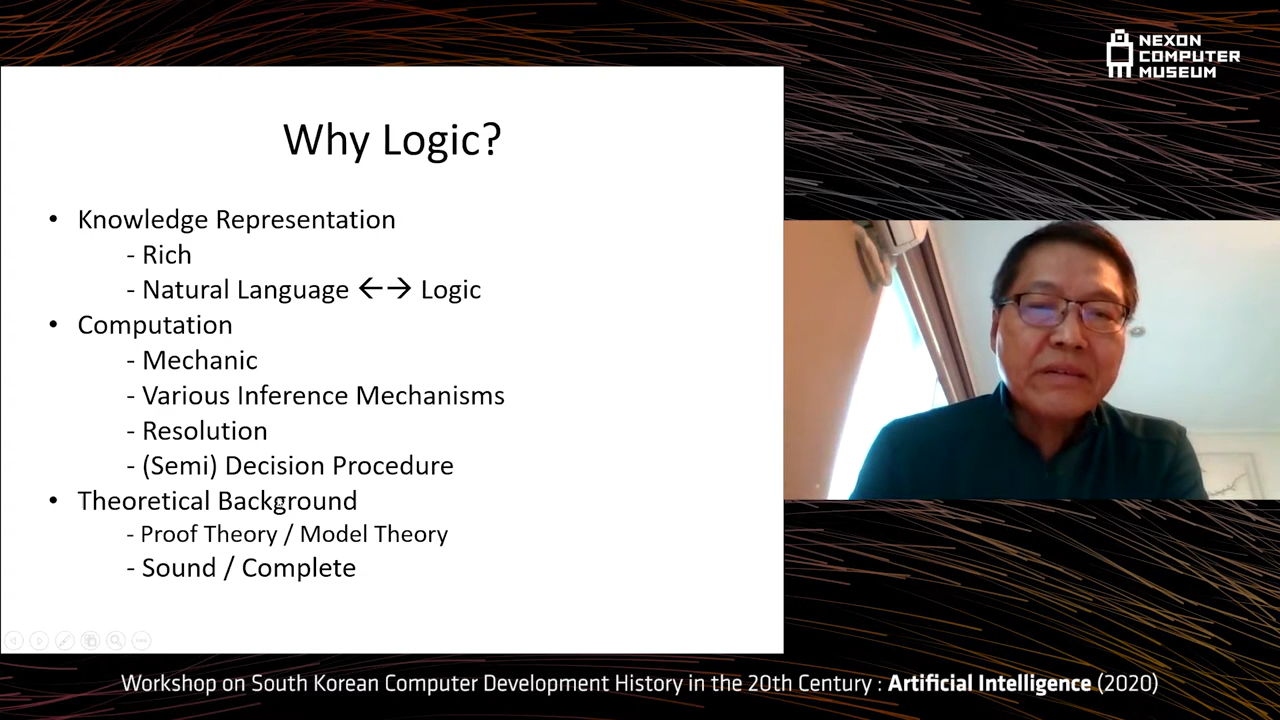 NEXON
COMPUTER
MUSEUM
Why Logic?
• Knowledge Representation
- Rich
- Natural Language ←→ Logic
• Computation
- Mechanic
- Various Inference Mechanisms
- Resolution
- (Semi) Decision Procedure
• Theoretical Background
- Proof Theory / Model Theory
- Sound / Complete
Workshop on South Korean Computer Development History in the 20th Century : Artificial Intelligence (2020)